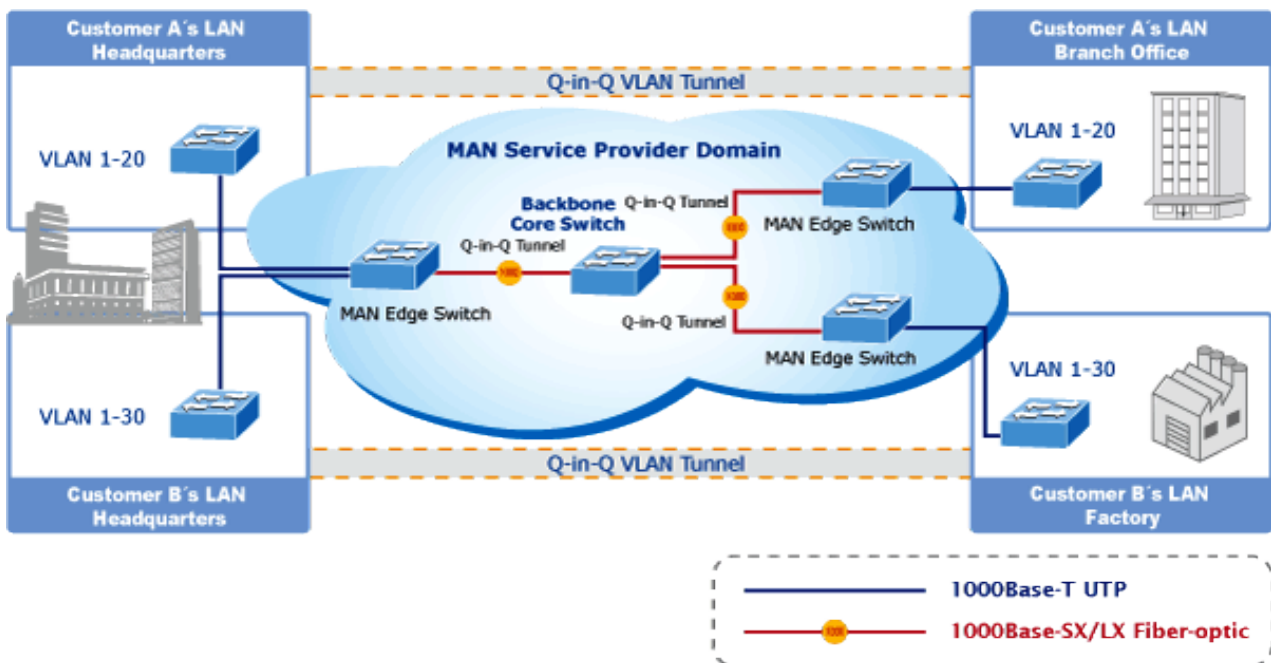 Customer A´s LAN
Headquarters
Customer A´s LAN
Branch Office
Q-in-Q VLAN Tunnel
VLAN 1-20
VLAN 1-20
MAN Service Provider Domain
Q-in-Q Tunnel
Backbone
Core Switch
MAN Edge Switch
Q-in-Q Tunnel
MAN Edge Switch
Q-in-Q Tunnel
MAN Edge Switch
VLAN 1-30
VLAN 1-30
Q-in-Q VLAN Tunnel
Customer B´s LAN
Headquarters
Customer B´s LAN
Factory
1000Base-T UTP
1000Base-SX/LX Fiber-optic